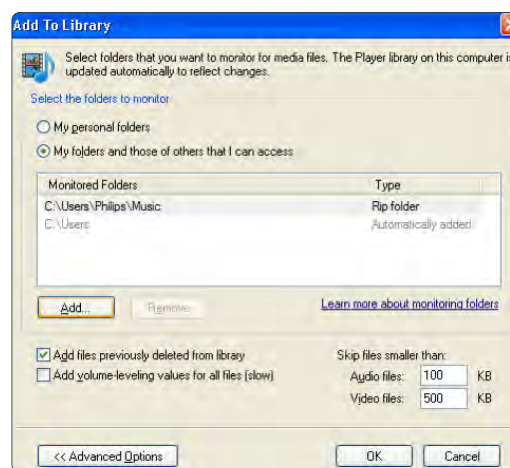 Add To Library
Select folders that you want to monitor for media files. The Player library on this computer is
updated automatically to reflect changes.
Select the folders to monitor
My personal folders
My folders and those of others that I can access
Monitored Folders Type
C:\Users\Philips\Music Rip folder
C:\Users Automatically added
Add... Remove
Learn more about monitoring folders
Add files previously deleted from library Skip files smaller than:
Add volume-leveling values for all files (slow) Audio files: 100 KB
Video files: 500 KB
<< Advanced Options OK Cancel